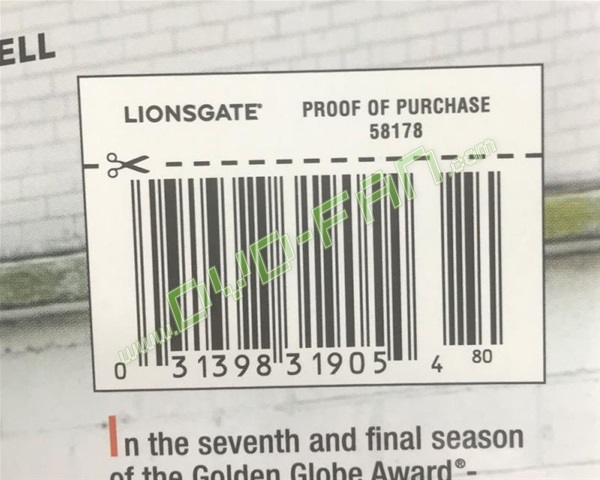 ELL
LIONSGATE®
PROOF OF PURCHASE
58178
www.DVD-FAN.com
0 31398 31905 4 80
In the seventh and final season
of the Golden Globe Award®-